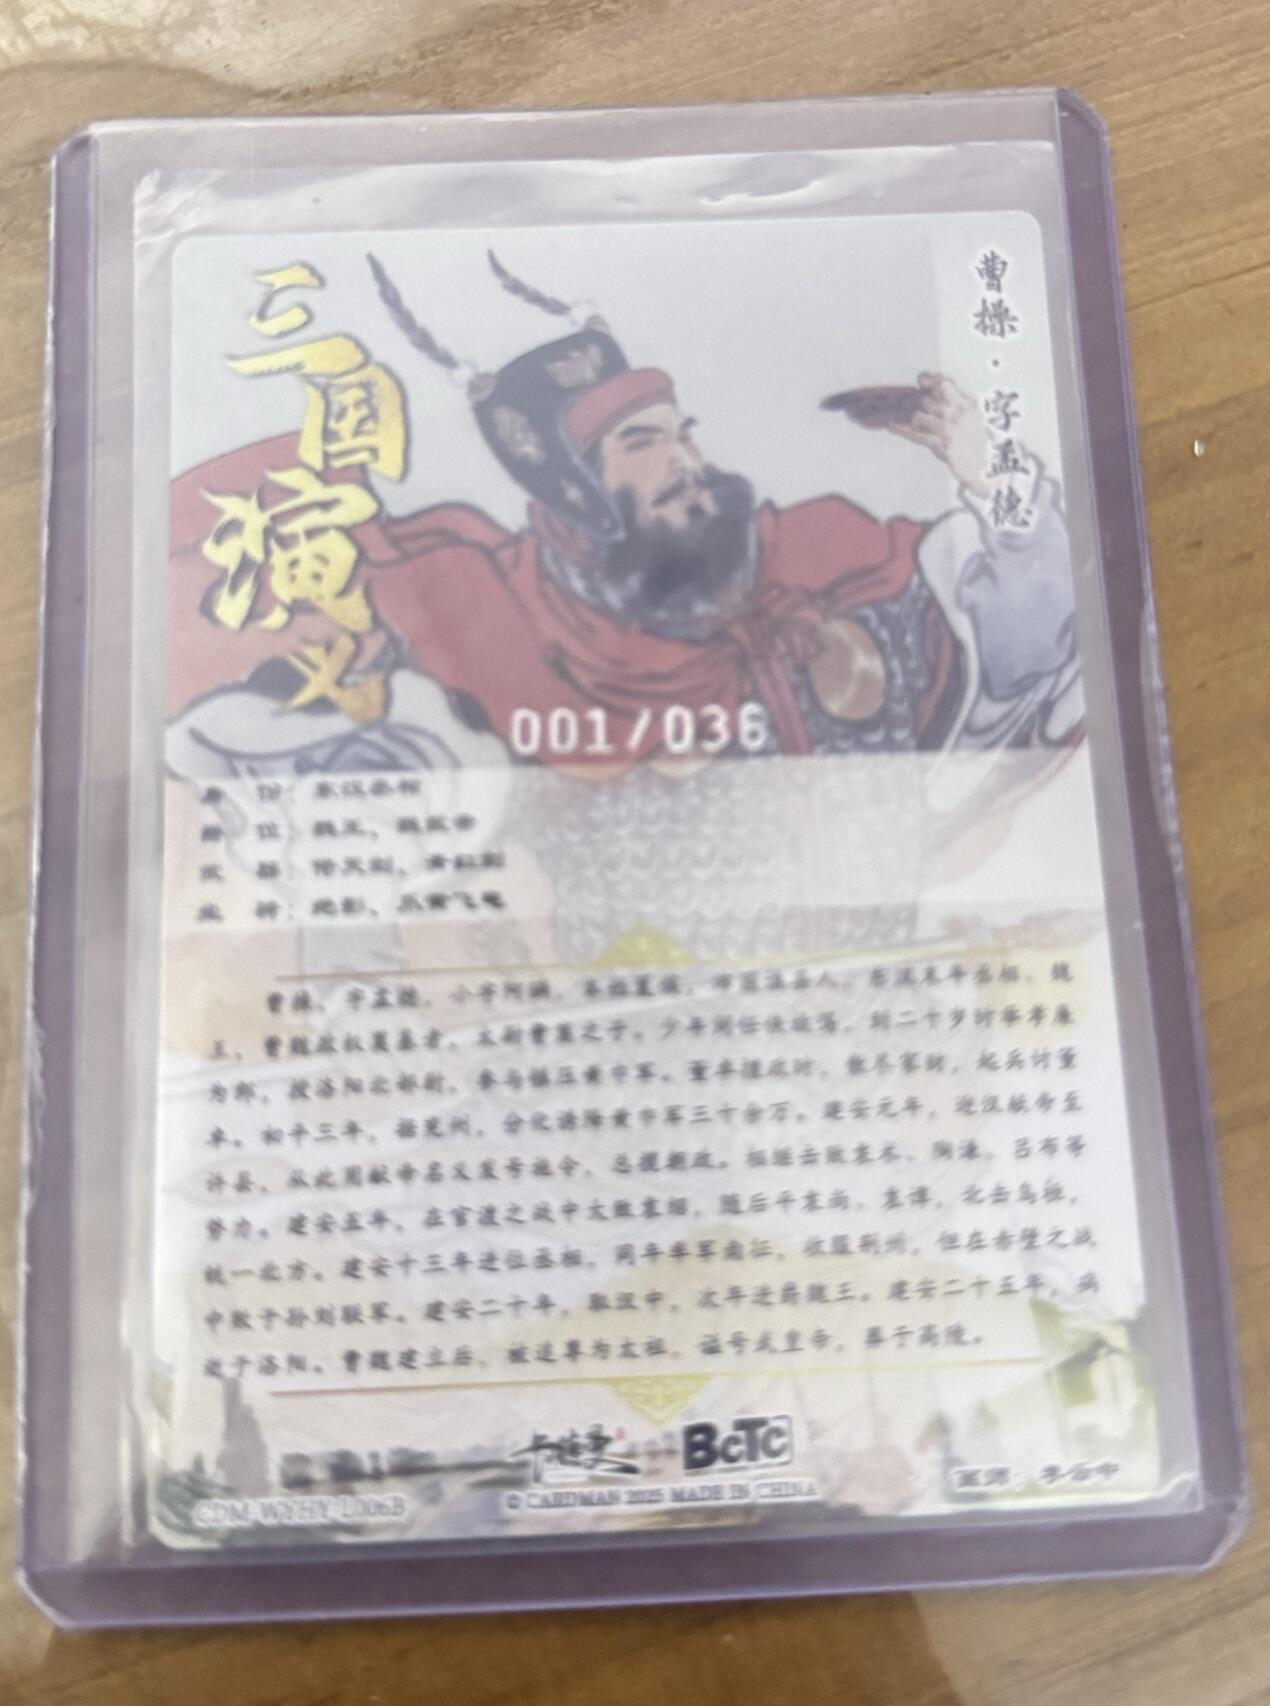 三国演义
曹操·字孟德
001/036
身 份：东汉丞相
爵 位：魏王、魏武帝
武 器：倚天剑、青釭剑
坐 骑：绝影、爪黄飞电
曹操，字孟德，小字阿瞒，本姓夏侯，沛国谯县人，东汉末年丞相，魏
王，曹魏政权奠基者，太尉曹嵩之子。少年间任侠放荡，到二十岁时举孝廉
为郎，授洛阳北部尉，参与镇压黄巾军。董卓擅政时，散尽家财，起兵讨董
卓。初平三年，据兖州，分化诱降黄巾军三十余万。建安元年，迎汉献帝至
许县，从此用献帝名义发号施令，总揽朝政。相继击败袁术、陶谦、吕布等
势力。建安五年，在官渡之战中大败袁绍，随后平袁尚、袁谭，北击乌桓，
统一北方。建安十三年进位丞相，同年率军南征，收服荆州，但在赤壁之战
中败于孙刘联军。建安二十年，取汉中，次年进爵魏王。建安二十五年，病
逝于洛阳。曹魏建立后，被追尊为太祖，谥号武皇帝，葬于高陵。
BCTC
CDM-WYHY-L006B
© CARDMAN 2025 MADE IN CHINA
画师：李云中